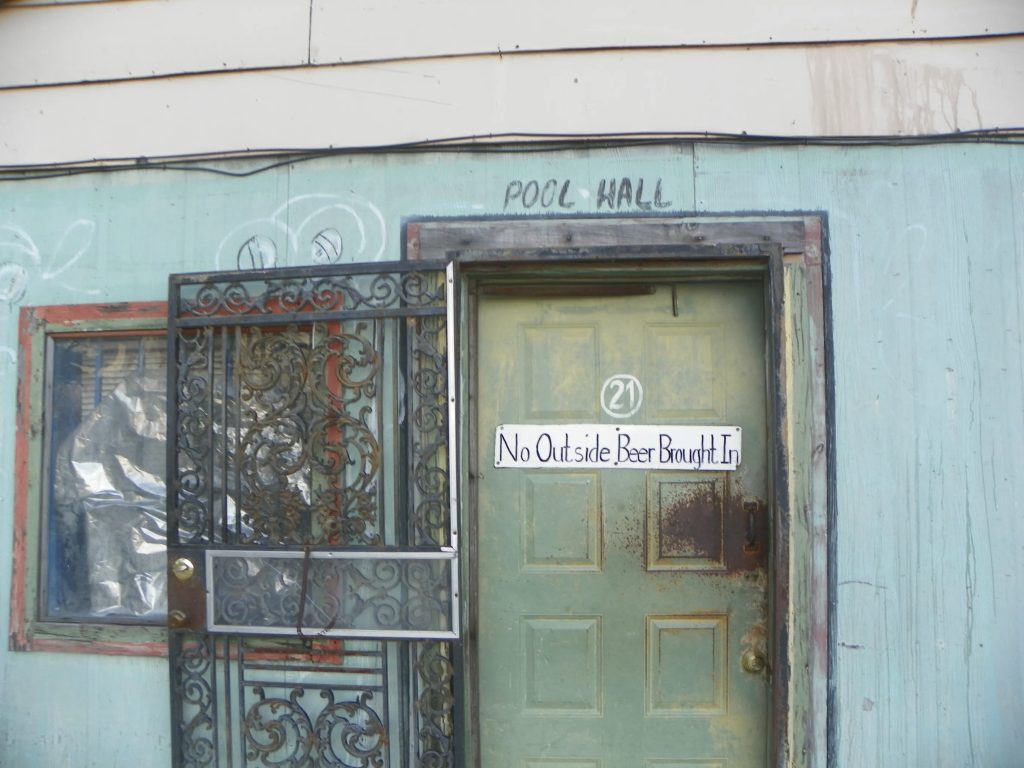 POOL HALL
21
No Outside Beer Brought In